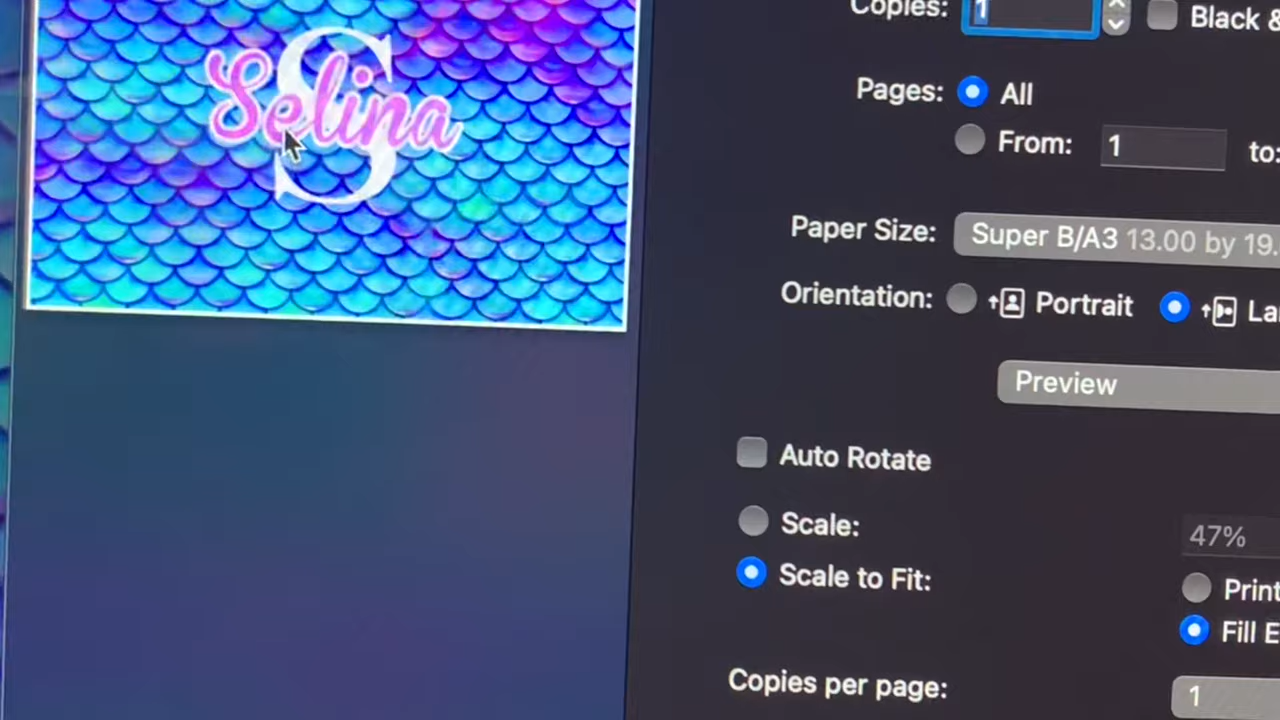 S
Selina
Copies: 1
Black &
Pages: All
From: 1 to:
Paper Size: Super B/A3 13.00 by 19.
Orientation: Portrait La
Preview
Auto Rotate
Scale: 47%
Scale to Fit: Print
Fill E
Copies per page: 1